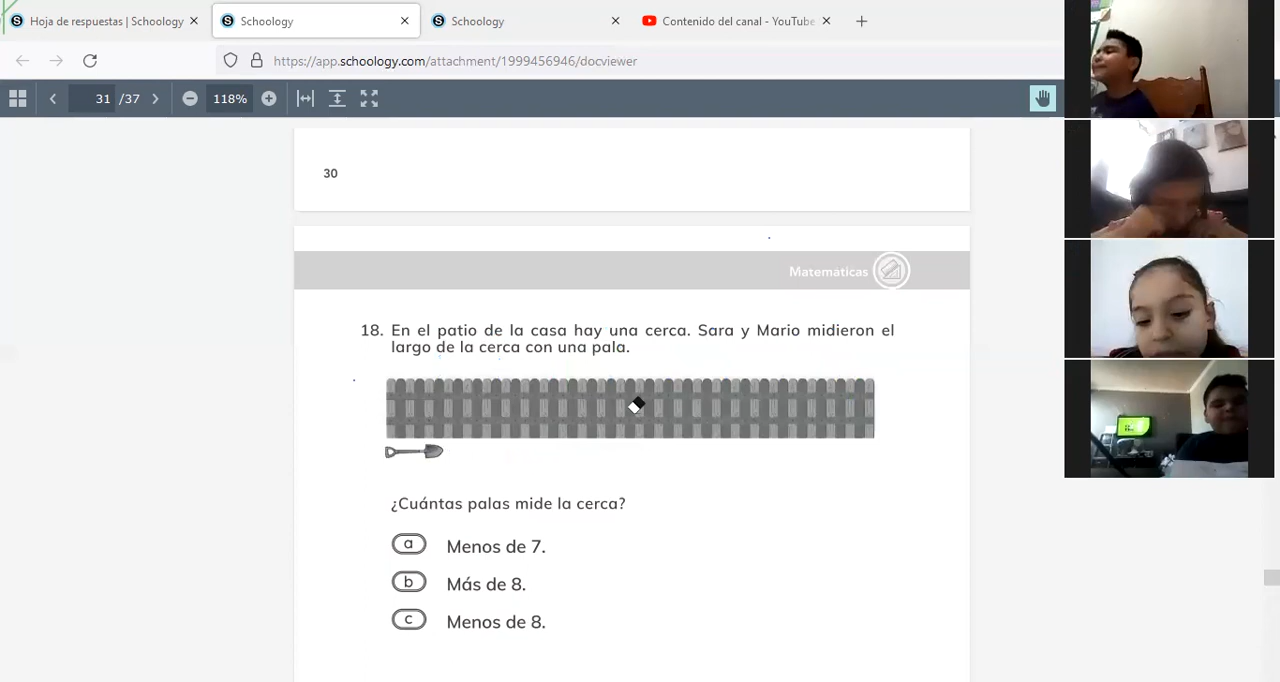 Hoja de respuestas | Schoology
Schoology
Schoology
Contenido del canal - YouTube
https://app.schoology.com/attachment/1999456946/docviewer
31 /37
118%
30
Matemáticas
18. En el patio de la casa hay una cerca. Sara y Mario midieron el
largo de la cerca con una pala.
¿Cuántas palas mide la cerca?
a Menos de 7.
b Más de 8.
c Menos de 8.